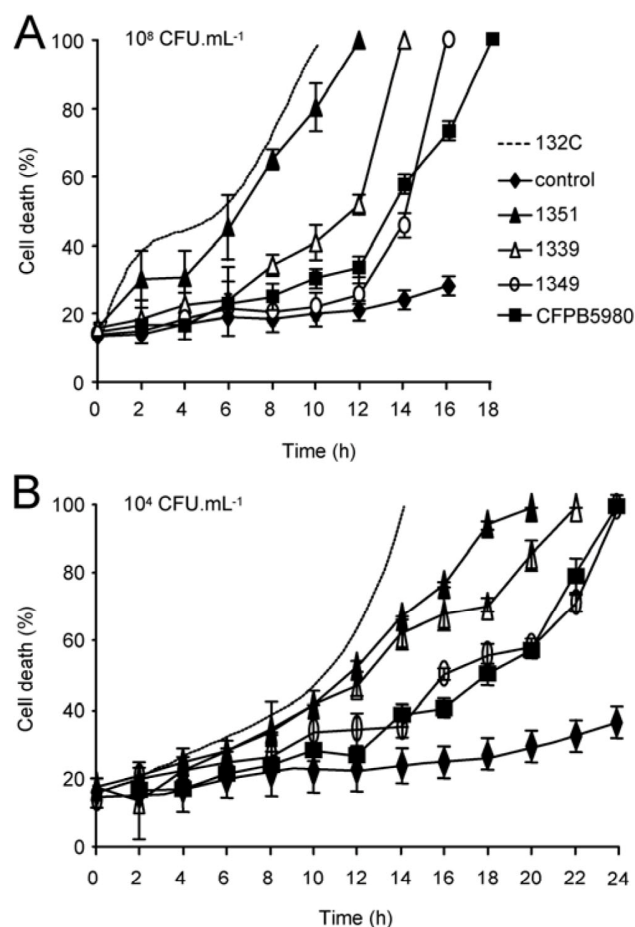 A
10⁸ CFU.mL⁻¹
100
80
60
40
20
0
Cell death (%)
0 2 4 6 8 10 12 14 16 18
Time (h)
132C
control
1351
1339
1349
CFPB5980
B
10⁴ CFU.mL⁻¹
100
80
60
40
20
0
Cell death (%)
0 2 4 6 8 10 12 14 16 18 20 22 24
Time (h)